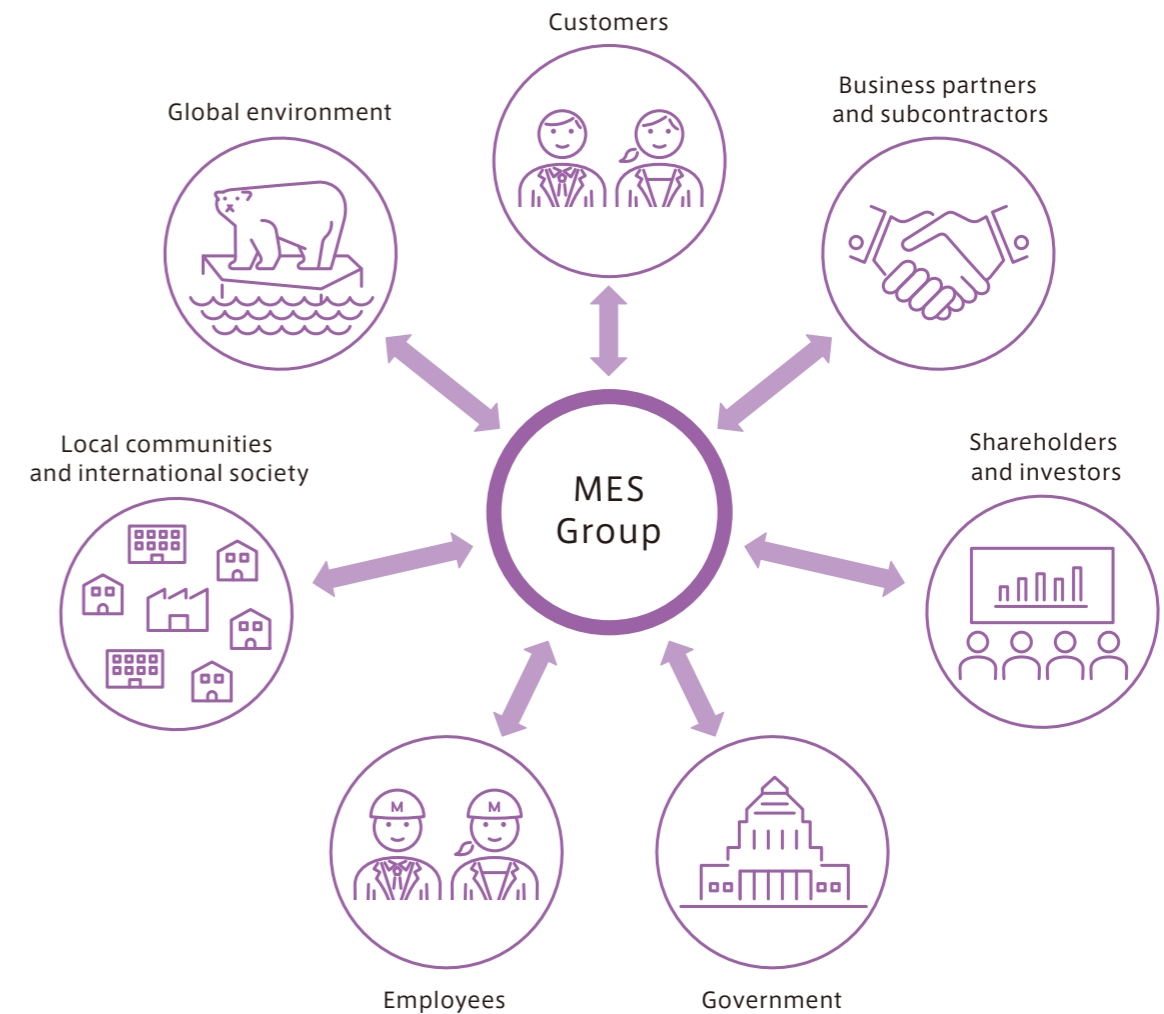 Customers
Business partners
and subcontractors
Global environment
Local communities
and international society
Shareholders
and investors
MES
Group
M
M
Employees
Government